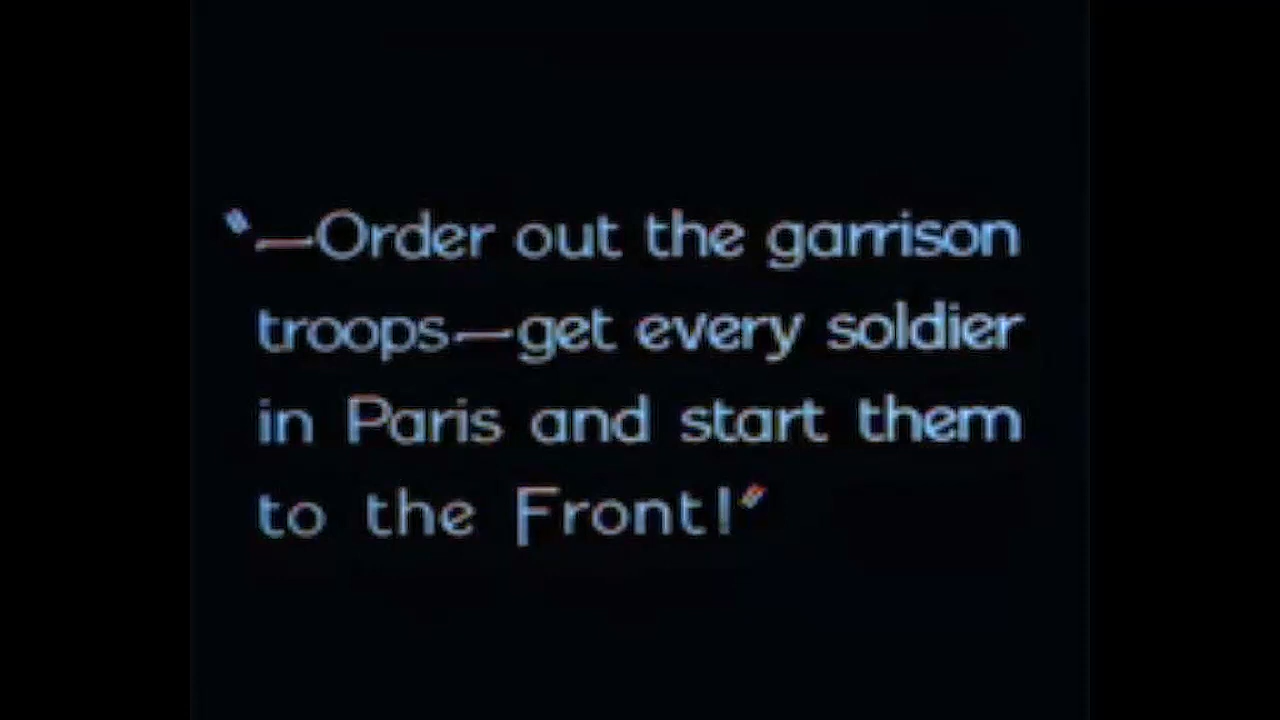 "—Order out the garrison
troops—get every soldier
in Paris and start them
to the Front!"